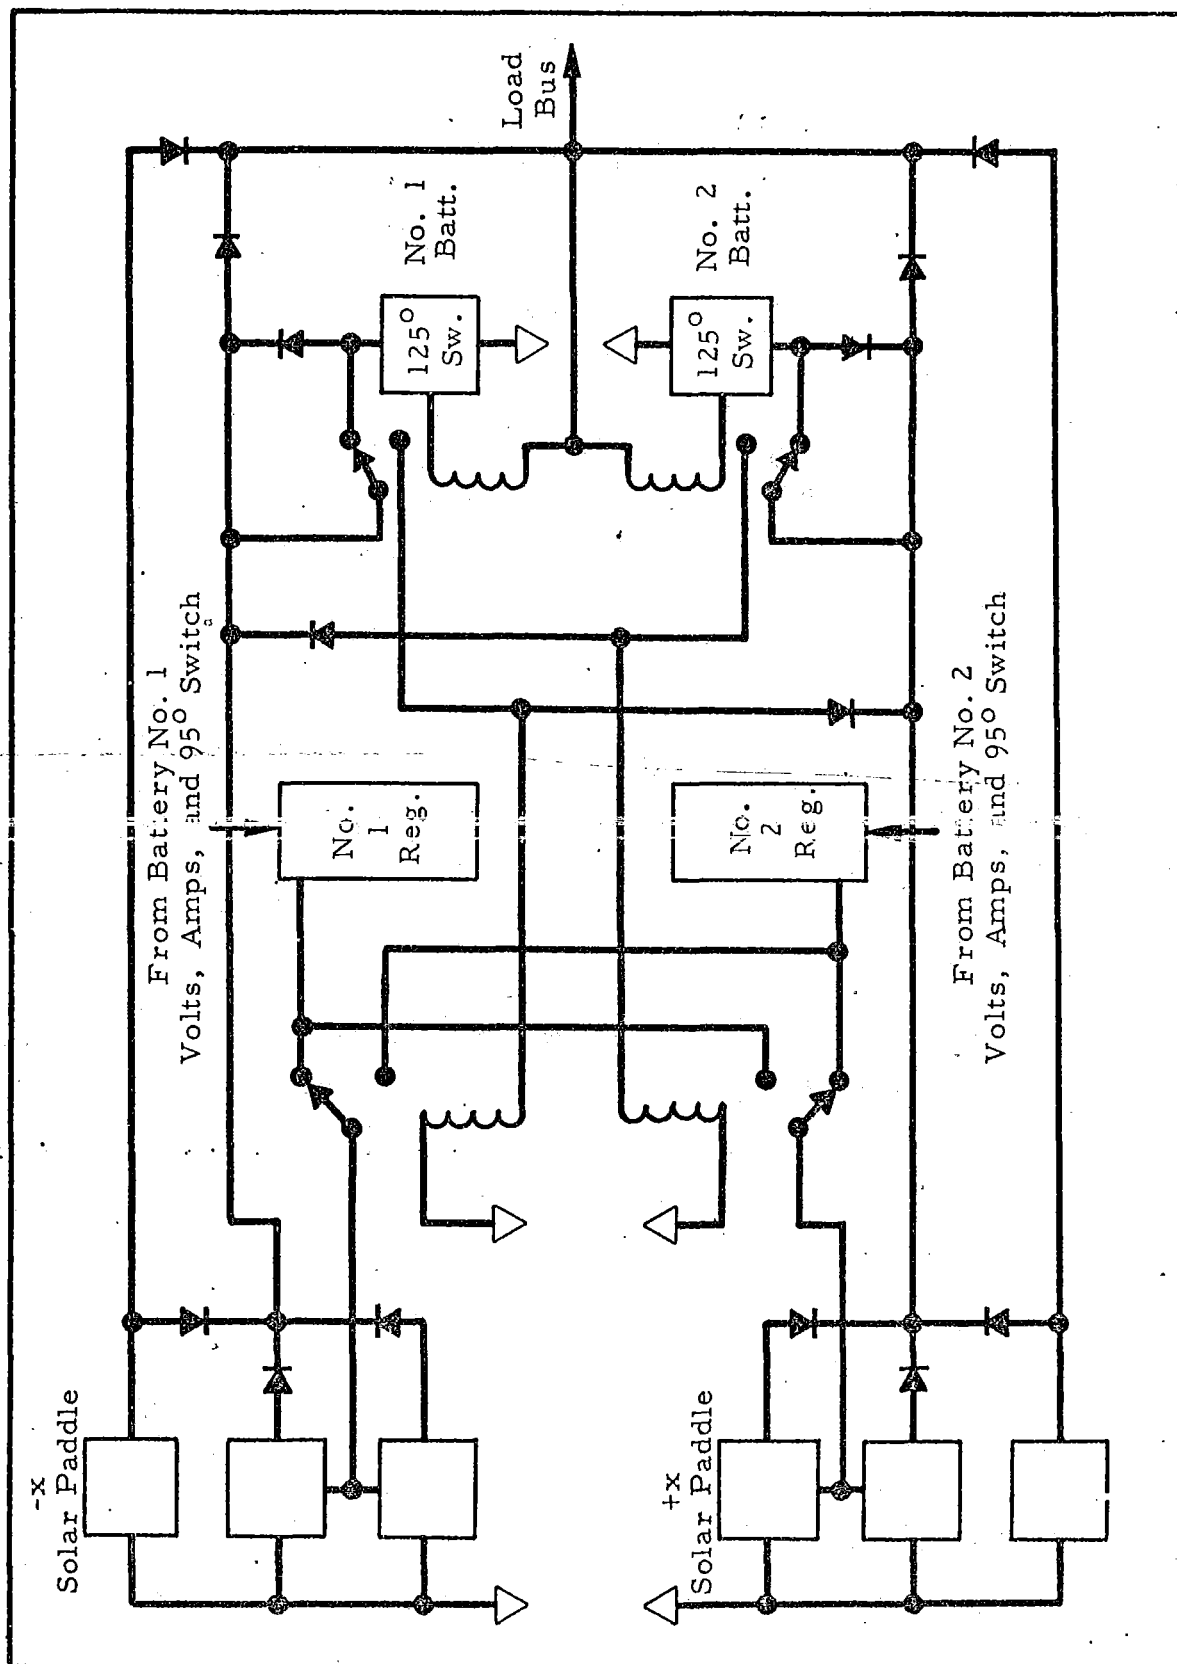 -x
Solar Paddle
+x
Solar Paddle
From Battery No. 1
Volts, Amps, and 95° Switch
No.
1
Reg.
No.
2
Reg.
From Battery No. 2
Volts, Amps, and 95° Switch
125°
Sw.
No. 1
Batt.
125°
Sw.
No. 2
Batt.
Load
Bus